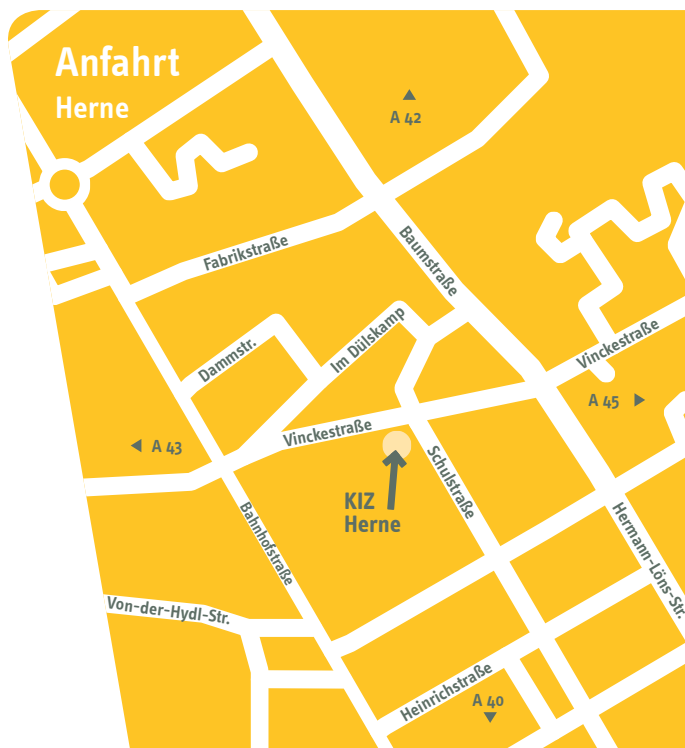 Anfahrt
Herne
A 42
Baumstraße
Fabrikstraße
Im Dülskamp
Dammstr.
Vinckestraße
A 45
Vinckestraße
A 43
Schulstraße
KIZ
Herne
Bahnhofstraße
Hermann-Löns-Str.
Von-der-Hydl-Str.
Heinrichstraße
A 40